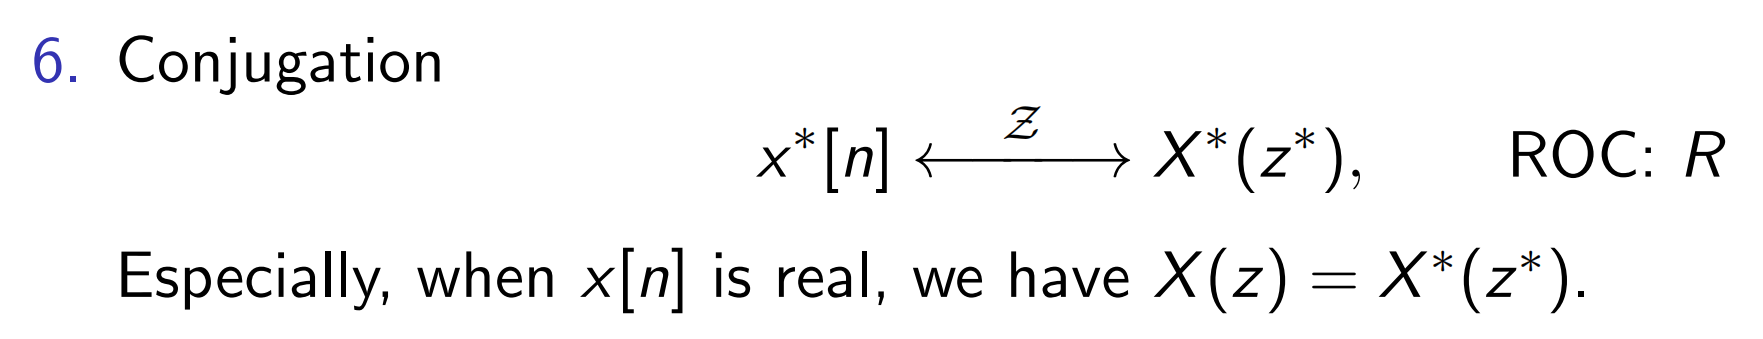 6. Conjugation
x*[n] ⟷^𝒵 X*(z*), ROC: R
Especially, when x[n] is real, we have X(z) = X*(z*).